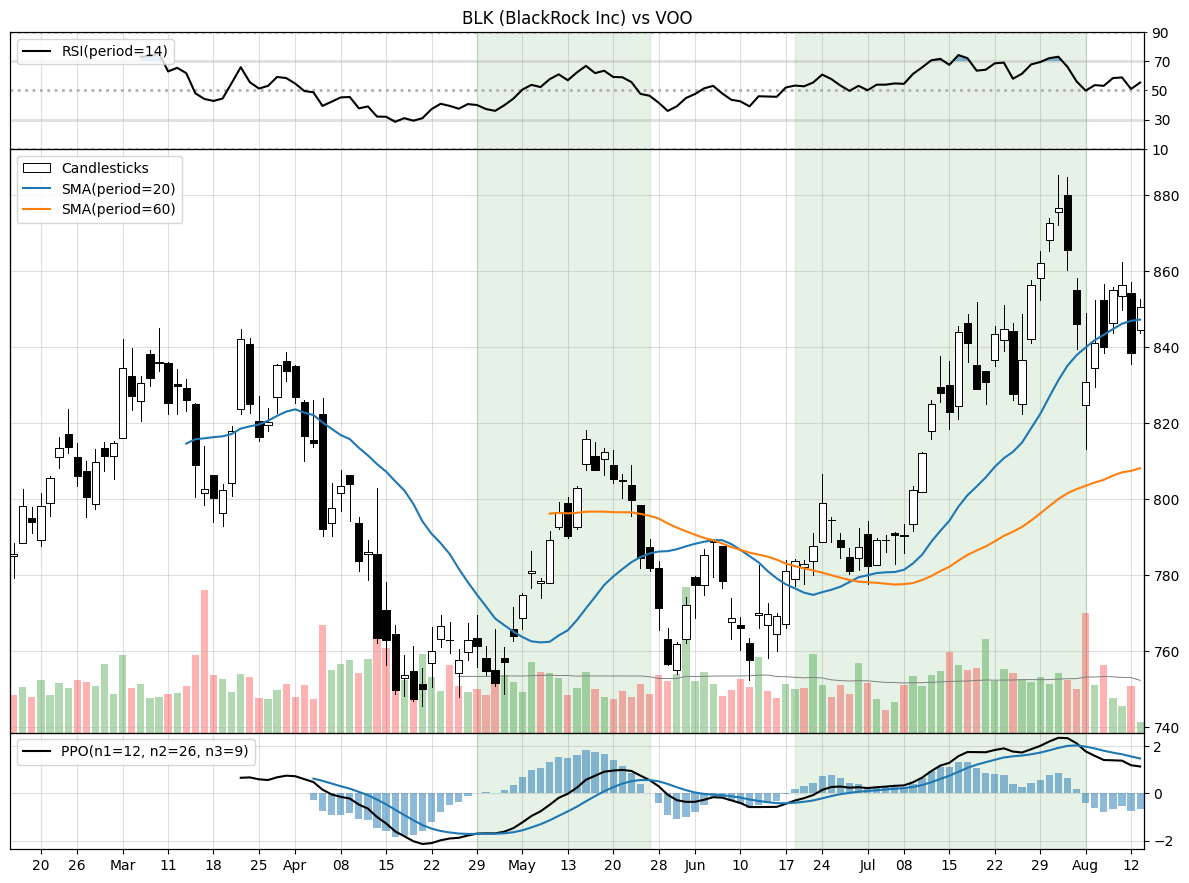 BLK (BlackRock Inc) vs VOO
RSI(period=14)
90
70
50
30
10
Candlesticks
SMA(period=20)
SMA(period=60)
880
860
840
820
800
780
760
740
PPO(n1=12, n2=26, n3=9)
2
0
−2
20 26 Mar 11 18 25 Apr 08 15 22 29 May 13 20 28 Jun 10 17 24 Jul 08 15 22 29 Aug 12